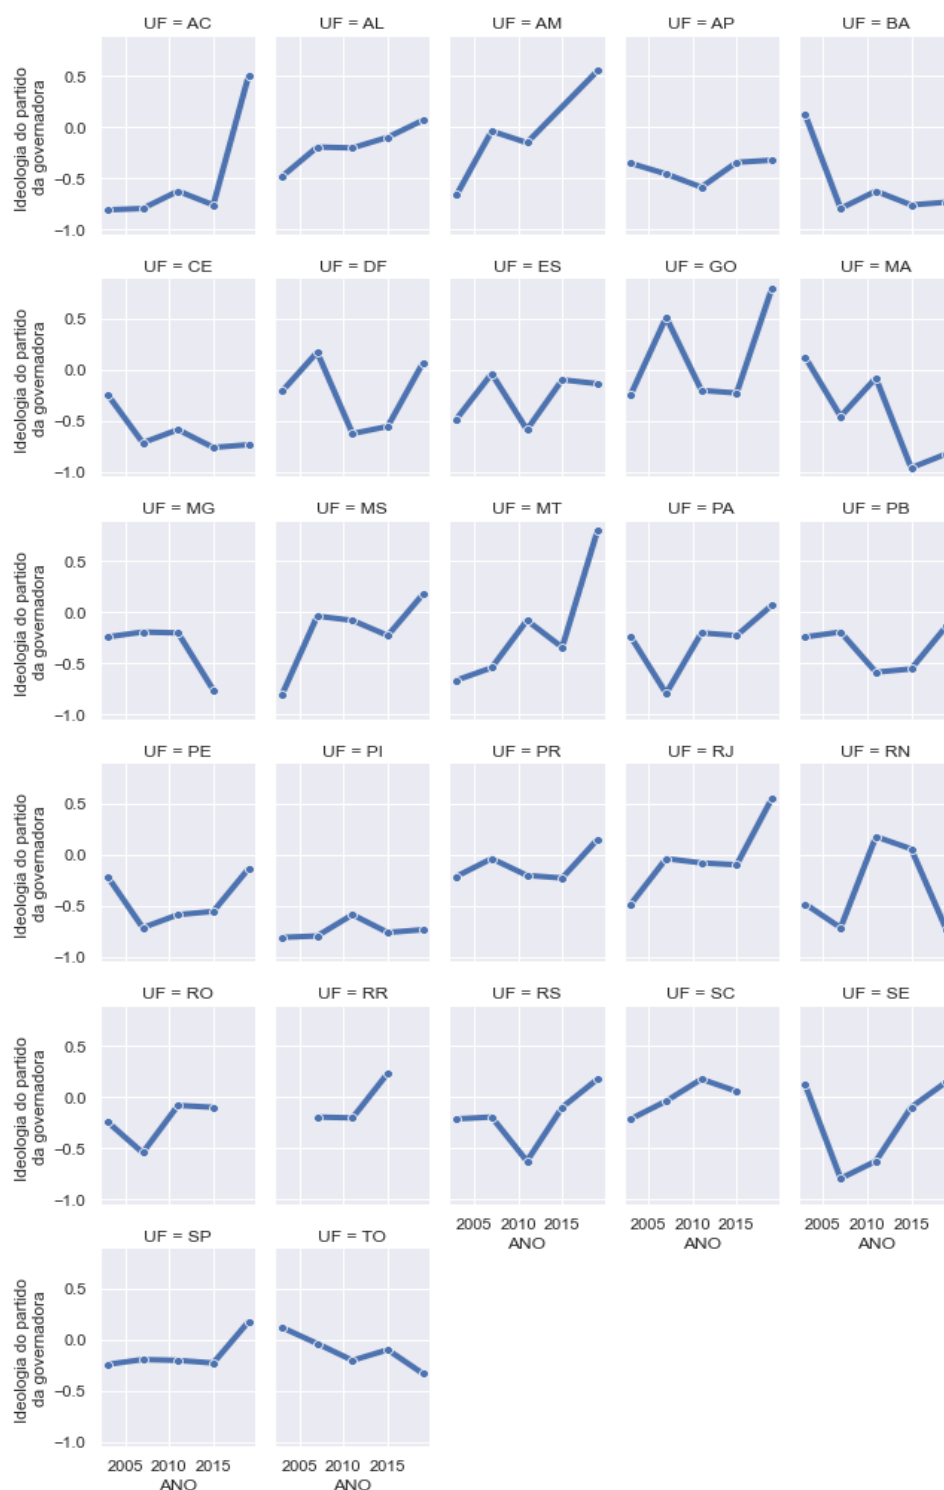 UF = AC UF = AL UF = AM UF = AP UF = BA
Ideologia do partido
da governadora
0.5
0.0
−0.5
−1.0
UF = CE UF = DF UF = ES UF = GO UF = MA
Ideologia do partido
da governadora
0.5
0.0
−0.5
−1.0
UF = MG UF = MS UF = MT UF = PA UF = PB
Ideologia do partido
da governadora
0.5
0.0
−0.5
−1.0
UF = PE UF = PI UF = PR UF = RJ UF = RN
Ideologia do partido
da governadora
0.5
0.0
−0.5
−1.0
UF = RO UF = RR UF = RS UF = SC UF = SE
Ideologia do partido
da governadora
0.5
0.0
−0.5
−1.0
2005 2010 2015 2005 2010 2015 2005 2010 2015
ANO ANO ANO
UF = SP UF = TO
Ideologia do partido
da governadora
0.5
0.0
−0.5
−1.0
2005 2010 2015 2005 2010 2015
ANO ANO